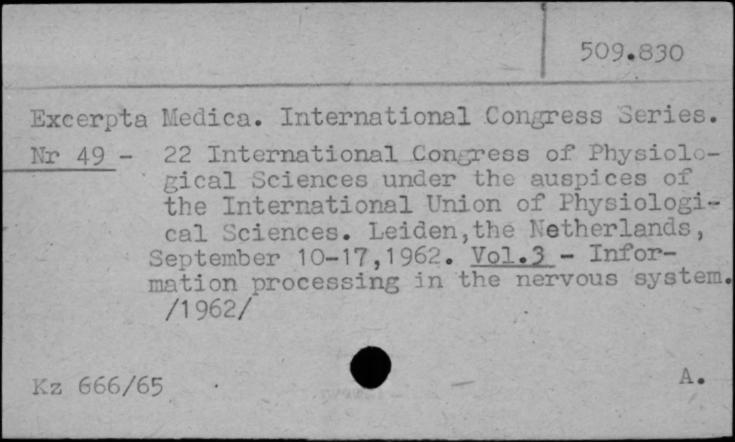 509.830
Excerpta Medica. International Congress Series.
Nr 49 - 22 International Congress of Physiolo-
gical Sciences under the auspices of
the International Union of Physiologi-
cal Sciences. Leiden,the Netherlands,
September 10-17,1962. Vol.3 - Infor-
mation processing in the nervous system.
/1962/
Kz 666/65
A.